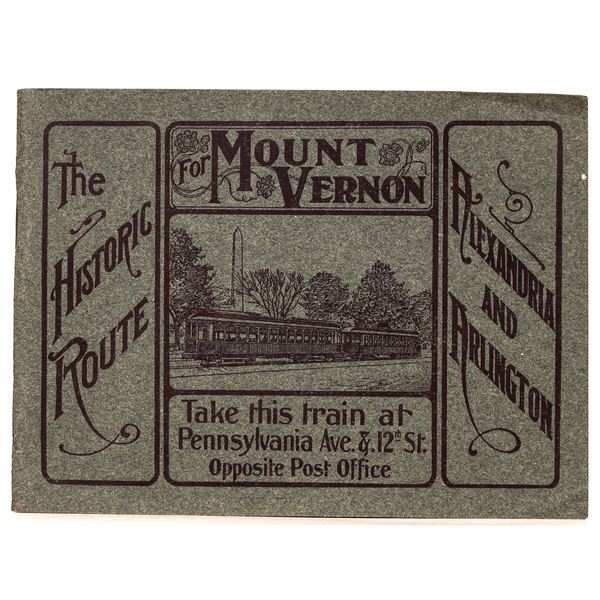 The
Historic
Route
For Mount
Vernon
Take this train at
Pennsylvania Ave. & 12th St.
Opposite Post Office
Alexandria
and
Arlington